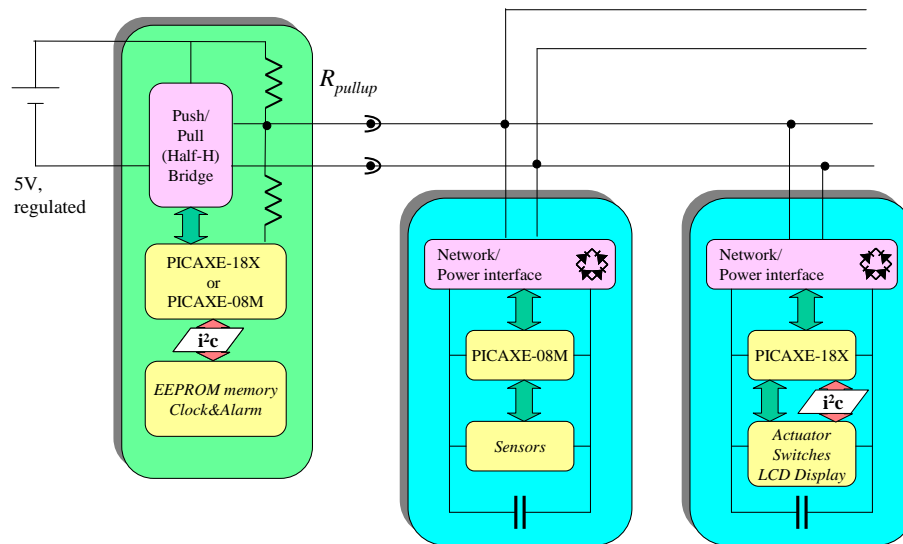 R_pullup
Push/
Pull
(Half-H)
Bridge
5V,
regulated
PICAXE-18X
or
PICAXE-08M
i²c
EEPROM memory
Clock&Alarm
Network/
Power interface
PICAXE-08M
Sensors
Network/
Power interface
PICAXE-18X
i²c
Actuator
Switches
LCD Display